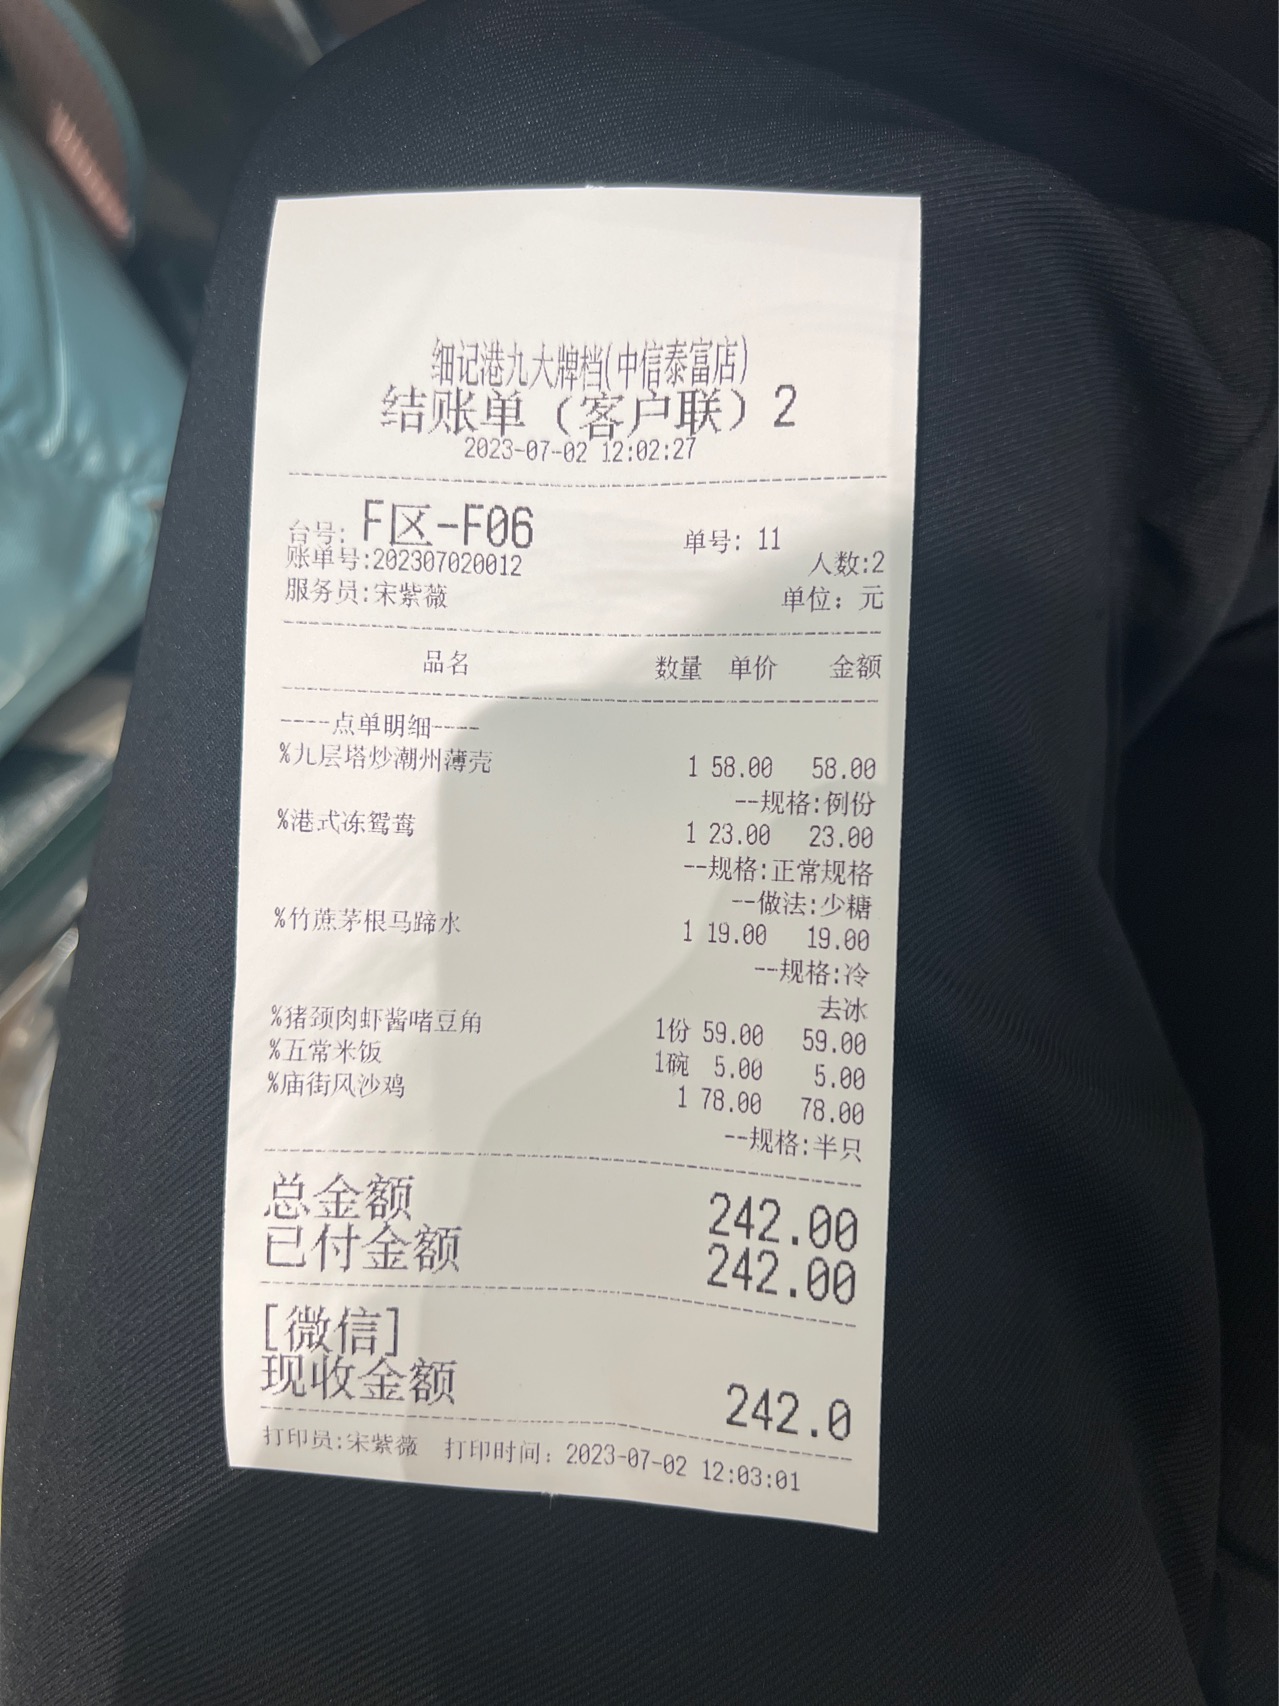 细记港九大牌档(中信泰富店)
结账单（客户联）2
2023-07-02 12:02:27
台号: F区-F06 单号: 11
账单号:202307020012 人数:2
服务员:宋紫薇 单位: 元
品名 数量 单价 金额
----点单明细----
%九层塔炒潮州薄壳 1 58.00 58.00
--规格:例份
%港式冻鸳鸯 1 23.00 23.00
--规格:正常规格
--做法:少糖
%竹蔗茅根马蹄水 1 19.00 19.00
--规格:冷
去冰
%猪颈肉虾酱啫豆角 1份 59.00 59.00
%五常米饭 1碗 5.00 5.00
%庙街风沙鸡 1 78.00 78.00
--规格:半只
总金额 242.00
已付金额 242.00
[微信]
现收金额 242.0
打印员:宋紫薇 打印时间: 2023-07-02 12:03:01